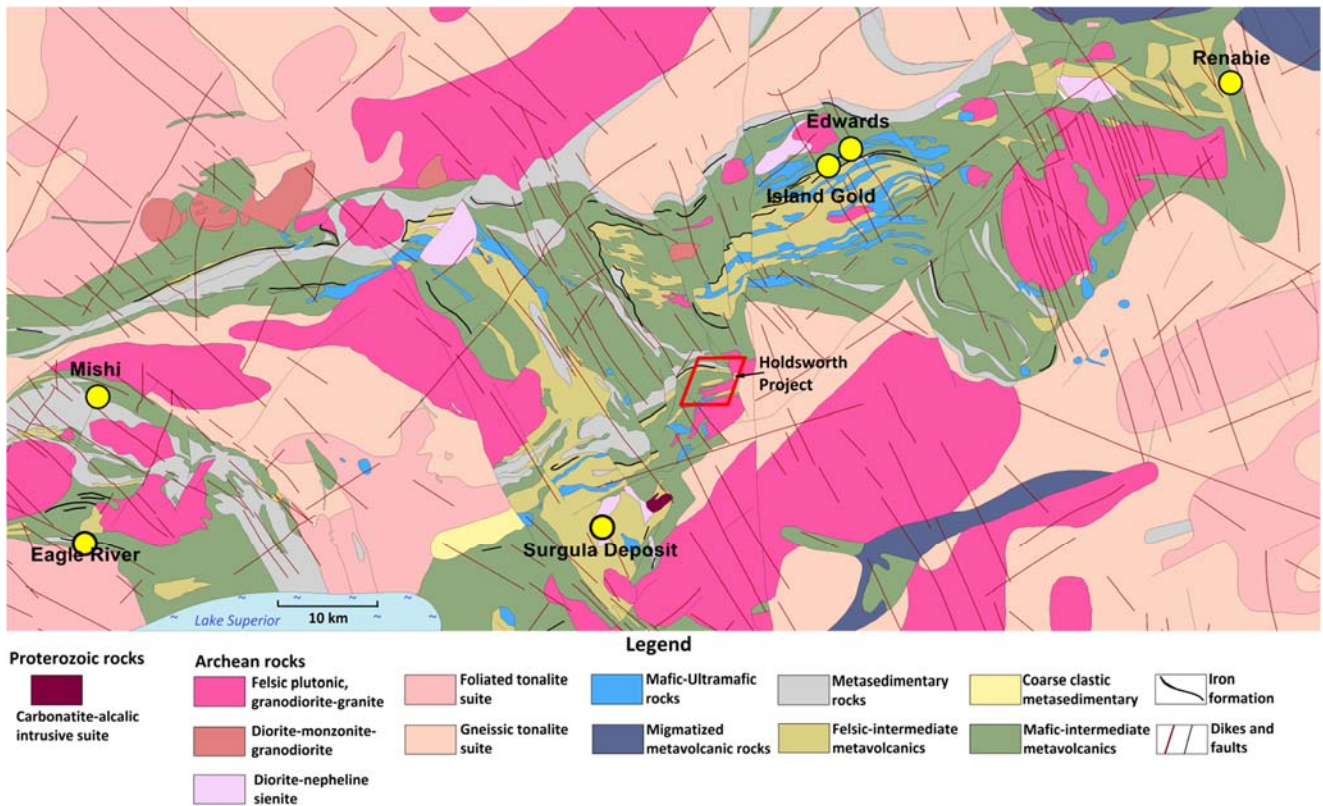 Renabie
Edwards
Island Gold
Holdsworth
Project
Mishi
Eagle River
Surgula Deposit
Lake Superior
10 km
Legend
Proterozoic rocks
Carbonatite-alcalic
intrusive suite
Archean rocks
Felsic plutonic,
granodiorite-granite
Diorite-monzonite-
granodiorite
Diorite-nepheline
sienite
Foliated tonalite
suite
Gneissic tonalite
suite
Mafic-Ultramafic
rocks
Migmatized
metavolcanic rocks
Metasedimentary
rocks
Felsic-intermediate
metavolcanics
Coarse clastic
metasedimentary
Mafic-intermediate
metavolcanics
Iron
formation
Dikes and
faults